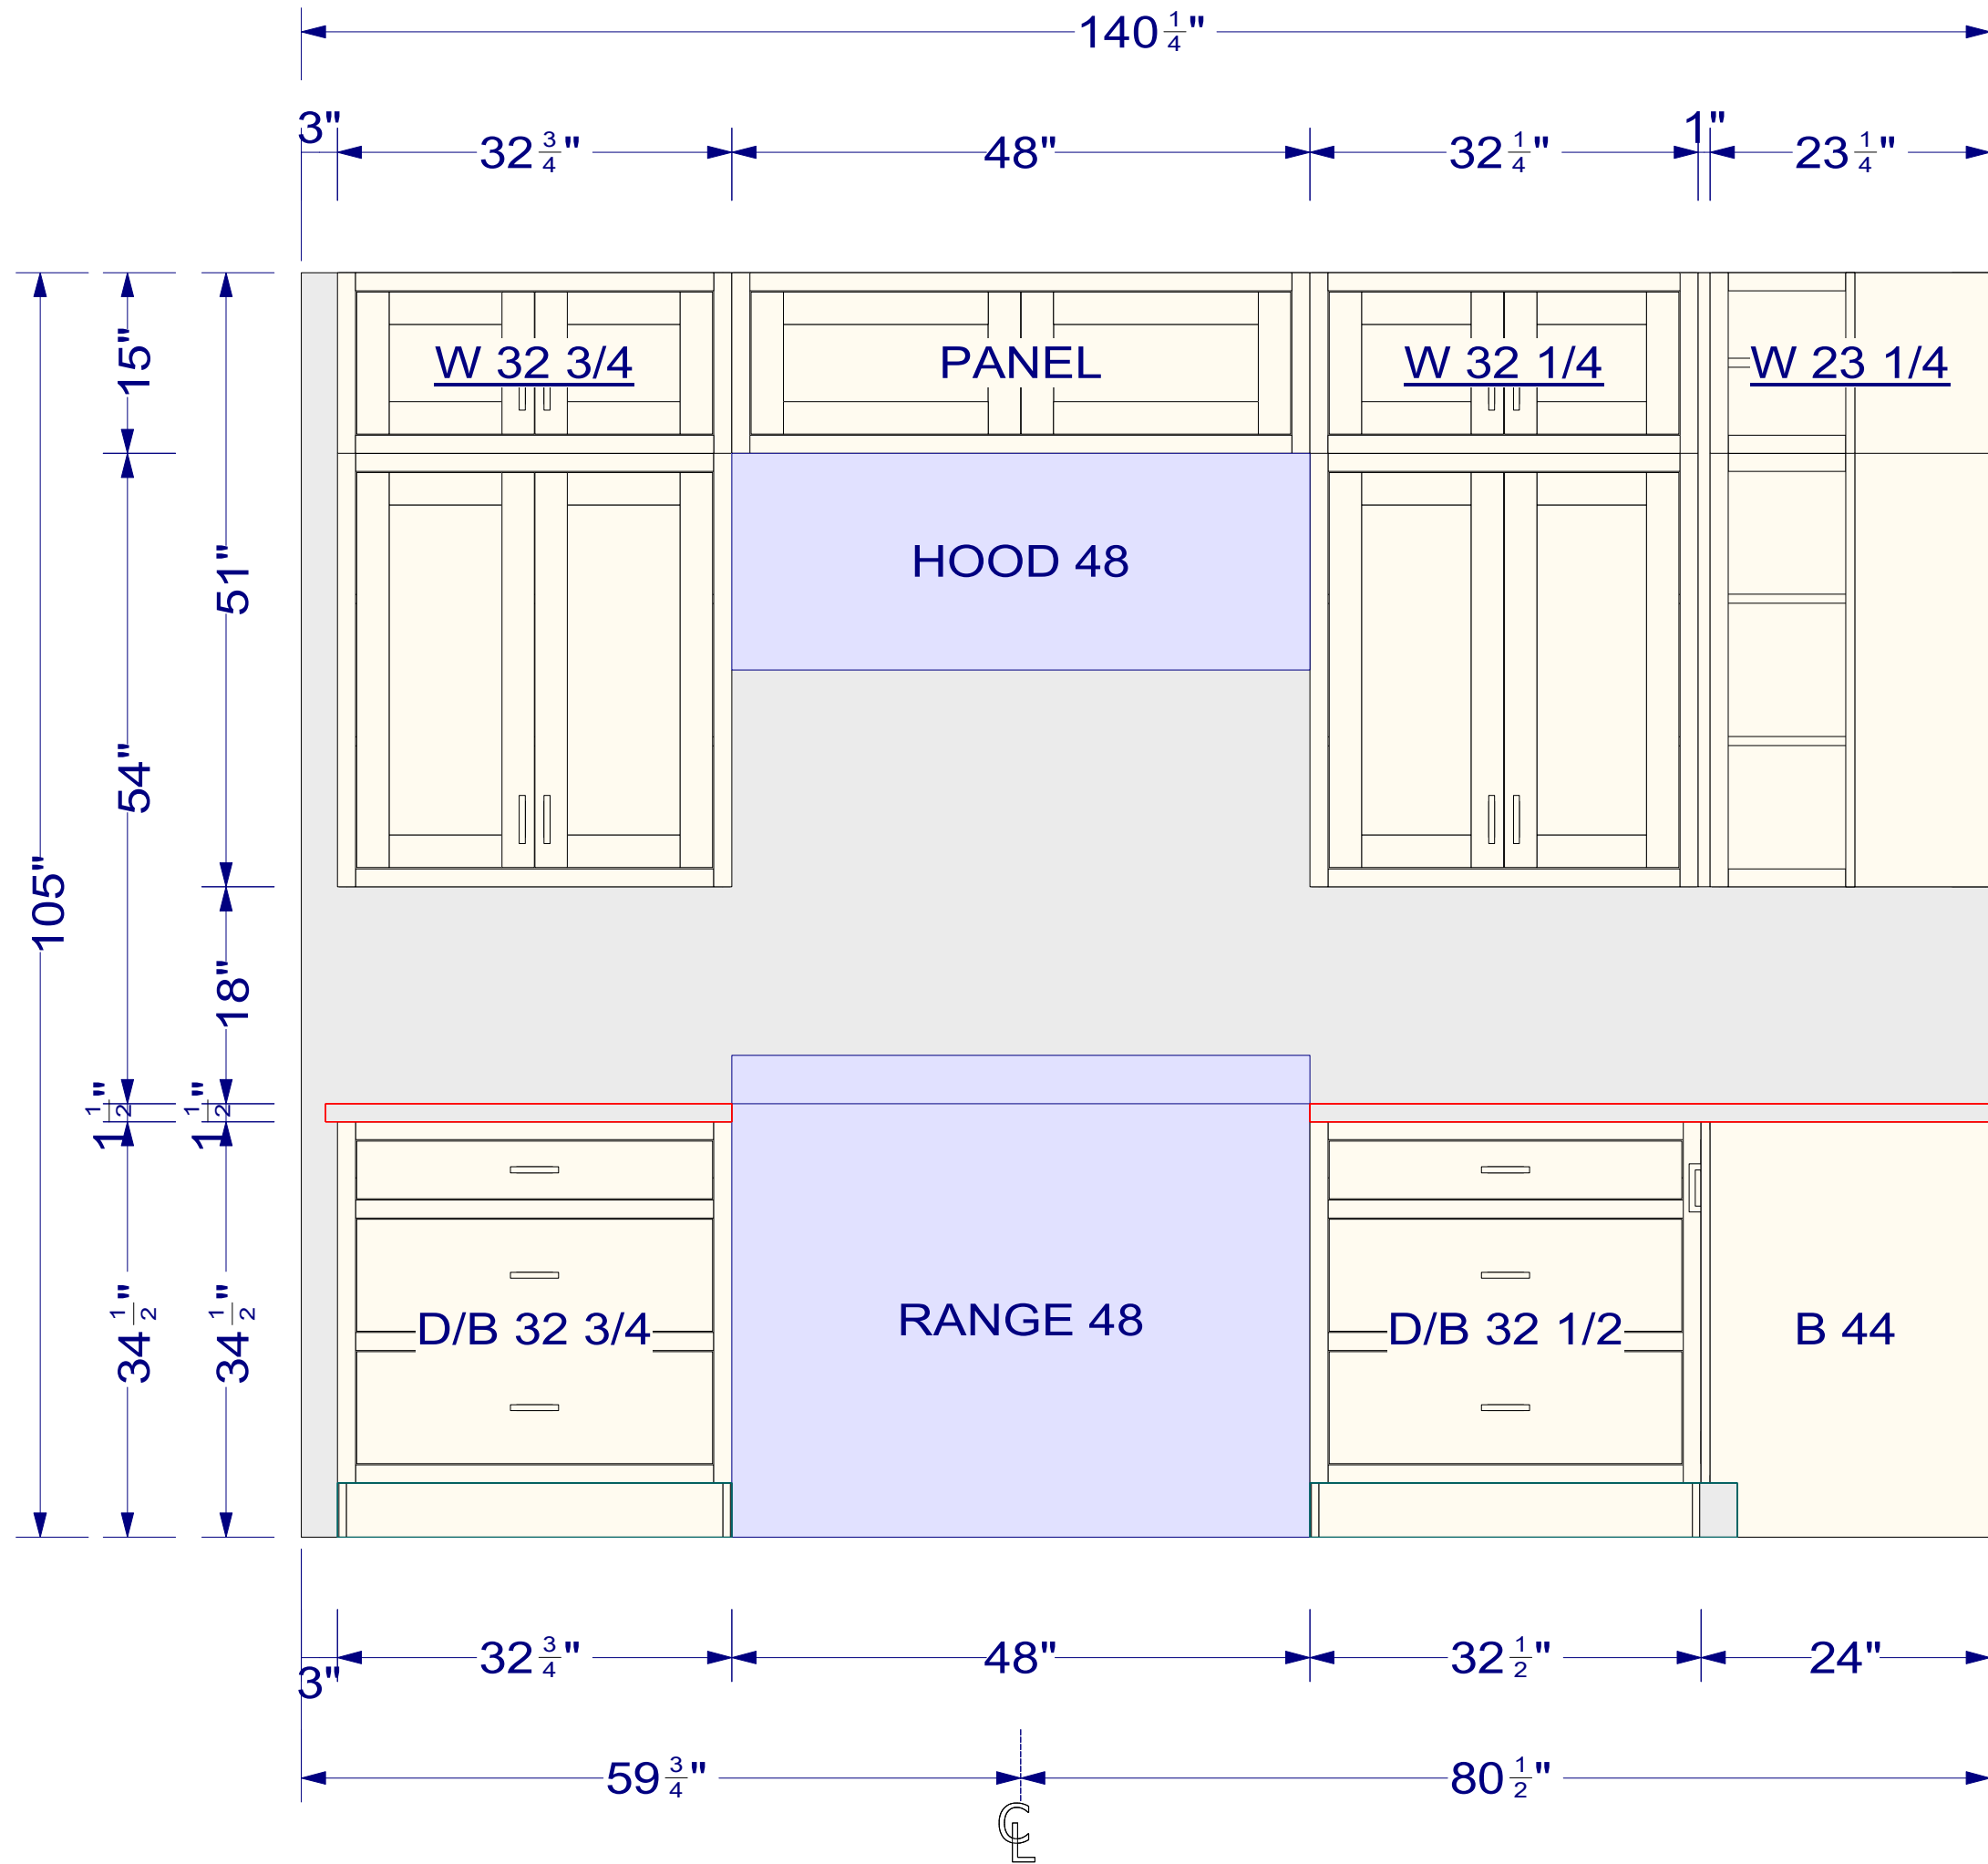 140 1/4"
3" 32 3/4" 48" 32 1/4" 1" 23 1/4"
15"
54"
1 1/2"
34 1/2"
51"
18"
1 1/2"
34 1/2"
105"
W 32 3/4 PANEL W 32 1/4 W 23 1/4
HOOD 48
D/B 32 3/4 RANGE 48 D/B 32 1/2 B 44
3" 32 3/4" 48" 32 1/2" 24"
59 3/4" 80 1/2"
CL